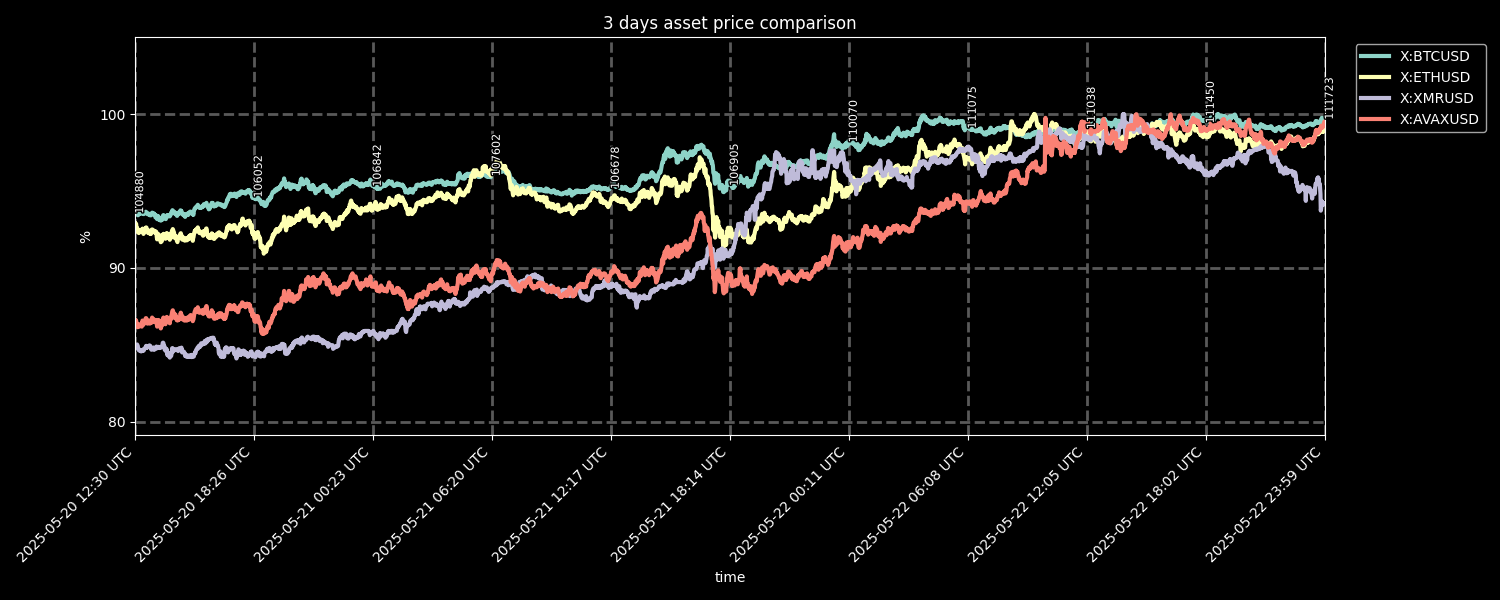 3 days asset price comparison
X:BTCUSD
X:ETHUSD
X:XMRUSD
X:AVAXUSD
100
90
80
%
104880
106052
106842
107602
106678
106905
110070
111075
111038
111450
111723
2025-05-20 12:30 UTC
2025-05-20 18:26 UTC
2025-05-21 00:23 UTC
2025-05-21 06:20 UTC
2025-05-21 12:17 UTC
2025-05-21 18:14 UTC
2025-05-22 00:11 UTC
2025-05-22 06:08 UTC
2025-05-22 12:05 UTC
2025-05-22 18:02 UTC
2025-05-22 23:59 UTC
time